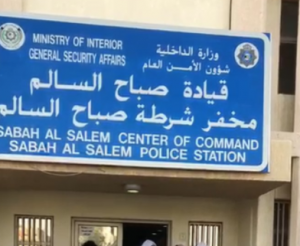 MINISTRY OF INTERIOR
GENERAL SECURITY AFFAIRS
وزارة الداخلية
شؤون الأمن العام
قيادة صباح السالم
مخفر شرطة صباح السالم
SABAH AL SALEM CENTER OF COMMAND
SABAH AL SALEM POLICE STATION